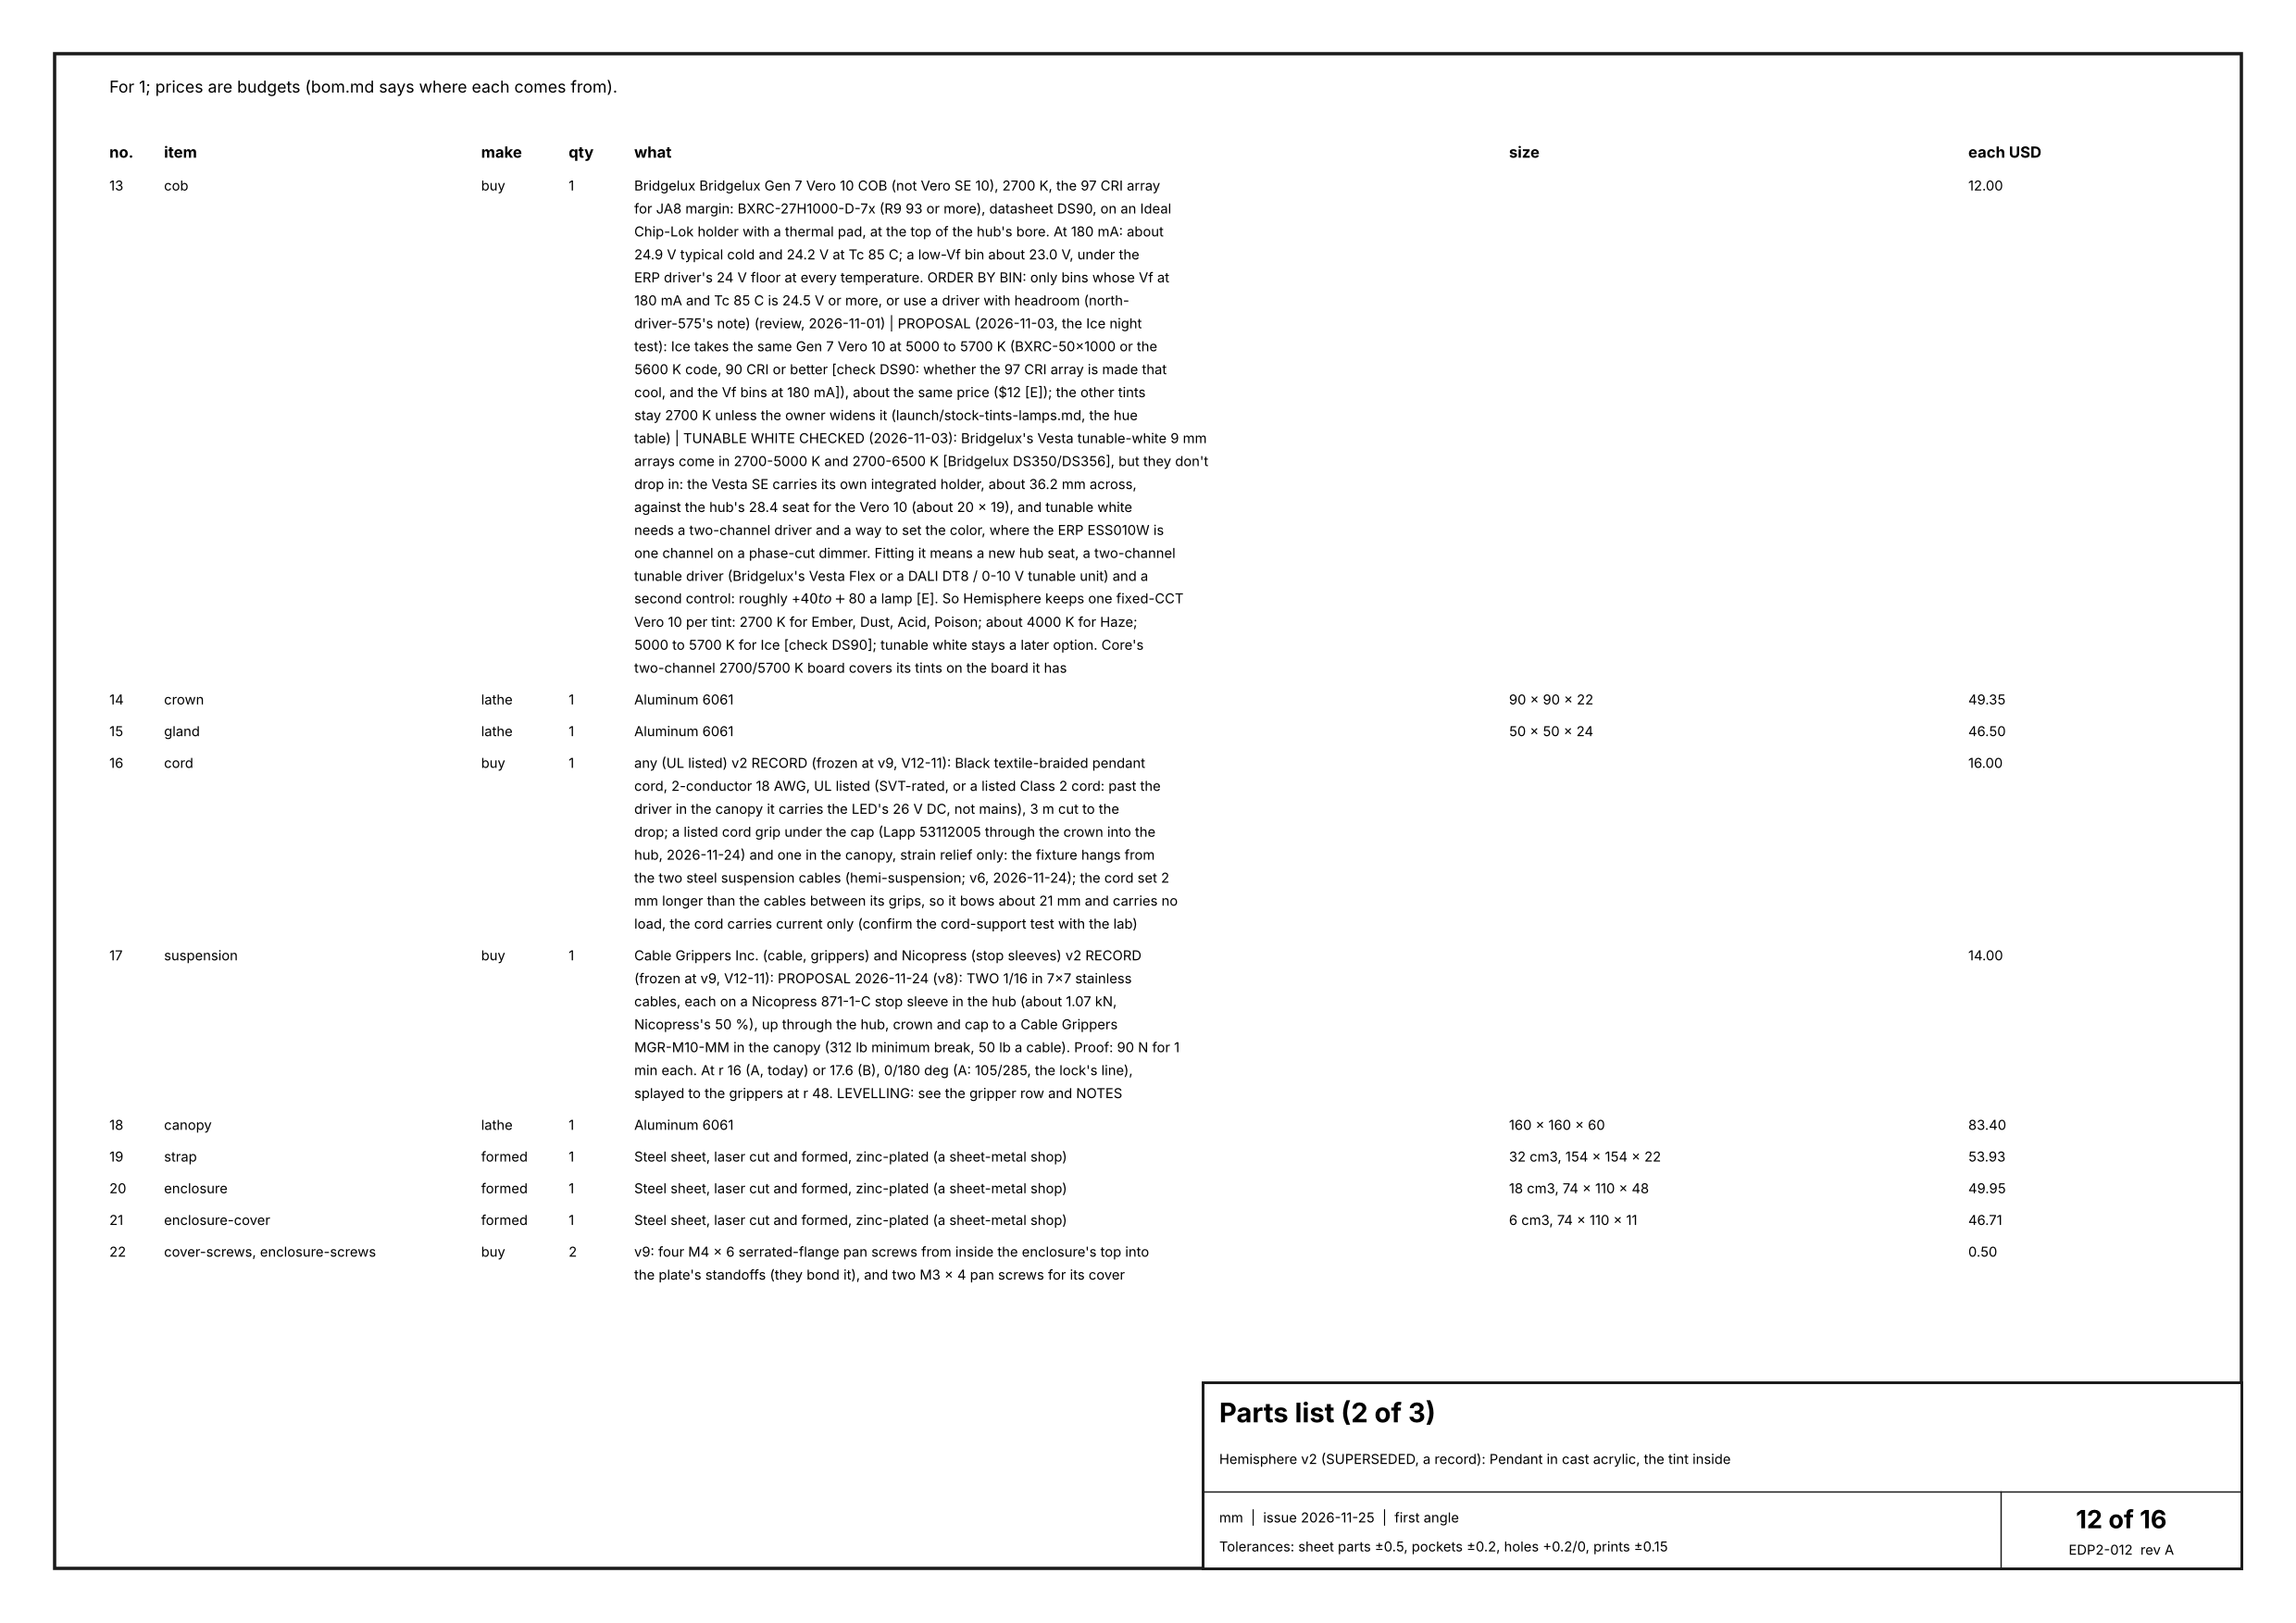 For 1; prices are budgets (bom.md says where each comes from).
no. item make qty what size each USD
13 cob buy 1 Bridgelux Bridgelux Gen 7 Vero 10 COB (not Vero SE 10), 2700 K, the 97 CRI array 12.00
for JA8 margin: BXRC-27H1000-D-7x (R9 93 or more), datasheet DS90, on an Ideal
Chip-Lok holder with a thermal pad, at the top of the hub's bore. At 180 mA: about
24.9 V typical cold and 24.2 V at Tc 85 C; a low-Vf bin about 23.0 V, under the
ERP driver's 24 V floor at every temperature. ORDER BY BIN: only bins whose Vf at
180 mA and Tc 85 C is 24.5 V or more, or use a driver with headroom (north-
driver-575's note) (review, 2026-11-01) | PROPOSAL (2026-11-03, the Ice night
test): Ice takes the same Gen 7 Vero 10 at 5000 to 5700 K (BXRC-50×1000 or the
5600 K code, 90 CRI or better [check DS90: whether the 97 CRI array is made that
cool, and the Vf bins at 180 mA]), about the same price ($12 [E]); the other tints
stay 2700 K unless the owner widens it (launch/stock-tints-lamps.md, the hue
table) | TUNABLE WHITE CHECKED (2026-11-03): Bridgelux's Vesta tunable-white 9 mm
arrays come in 2700-5000 K and 2700-6500 K [Bridgelux DS350/DS356], but they don't
drop in: the Vesta SE carries its own integrated holder, about 36.2 mm across,
against the hub's 28.4 seat for the Vero 10 (about 20 × 19), and tunable white
needs a two-channel driver and a way to set the color, where the ERP ESS010W is
one channel on a phase-cut dimmer. Fitting it means a new hub seat, a two-channel
tunable driver (Bridgelux's Vesta Flex or a DALI DT8 / 0-10 V tunable unit) and a
second control: roughly +40to + 80 a lamp [E]. So Hemisphere keeps one fixed-CCT
Vero 10 per tint: 2700 K for Ember, Dust, Acid, Poison; about 4000 K for Haze;
5000 to 5700 K for Ice [check DS90]; tunable white stays a later option. Core's
two-channel 2700/5700 K board covers its tints on the board it has
14 crown lathe 1 Aluminum 6061 90 × 90 × 22 49.35
15 gland lathe 1 Aluminum 6061 50 × 50 × 24 46.50
16 cord buy 1 any (UL listed) v2 RECORD (frozen at v9, V12-11): Black textile-braided pendant 16.00
cord, 2-conductor 18 AWG, UL listed (SVT-rated, or a listed Class 2 cord: past the
driver in the canopy it carries the LED's 26 V DC, not mains), 3 m cut to the
drop; a listed cord grip under the cap (Lapp 53112005 through the crown into the
hub, 2026-11-24) and one in the canopy, strain relief only: the fixture hangs from
the two steel suspension cables (hemi-suspension; v6, 2026-11-24); the cord set 2
mm longer than the cables between its grips, so it bows about 21 mm and carries no
load, the cord carries current only (confirm the cord-support test with the lab)
17 suspension buy 1 Cable Grippers Inc. (cable, grippers) and Nicopress (stop sleeves) v2 RECORD 14.00
(frozen at v9, V12-11): PROPOSAL 2026-11-24 (v8): TWO 1/16 in 7×7 stainless
cables, each on a Nicopress 871-1-C stop sleeve in the hub (about 1.07 kN,
Nicopress's 50 %), up through the hub, crown and cap to a Cable Grippers
MGR-M10-MM in the canopy (312 lb minimum break, 50 lb a cable). Proof: 90 N for 1
min each. At r 16 (A, today) or 17.6 (B), 0/180 deg (A: 105/285, the lock's line),
splayed to the grippers at r 48. LEVELLING: see the gripper row and NOTES
18 canopy lathe 1 Aluminum 6061 160 × 160 × 60 83.40
19 strap formed 1 Steel sheet, laser cut and formed, zinc-plated (a sheet-metal shop) 32 cm3, 154 × 154 × 22 53.93
20 enclosure formed 1 Steel sheet, laser cut and formed, zinc-plated (a sheet-metal shop) 18 cm3, 74 × 110 × 48 49.95
21 enclosure-cover formed 1 Steel sheet, laser cut and formed, zinc-plated (a sheet-metal shop) 6 cm3, 74 × 110 × 11 46.71
22 cover-screws, enclosure-screws buy 2 v9: four M4 × 6 serrated-flange pan screws from inside the enclosure's top into 0.50
the plate's standoffs (they bond it), and two M3 × 4 pan screws for its cover
Parts list (2 of 3)
Hemisphere v2 (SUPERSEDED, a record): Pendant in cast acrylic, the tint inside
mm | issue 2026-11-25 | first angle
Tolerances: sheet parts ±0.5, pockets ±0.2, holes +0.2/0, prints ±0.15
12 of 16
EDP2-012 rev A